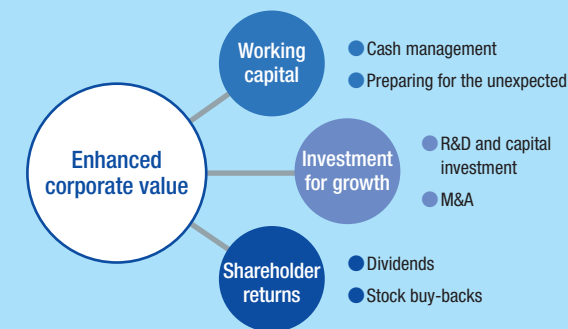 Enhanced
corporate value
Working
capital
Cash management
Preparing for the unexpected
Investment
for growth
R&D and capital
investment
M&A
Shareholder
returns
Dividends
Stock buy-backs